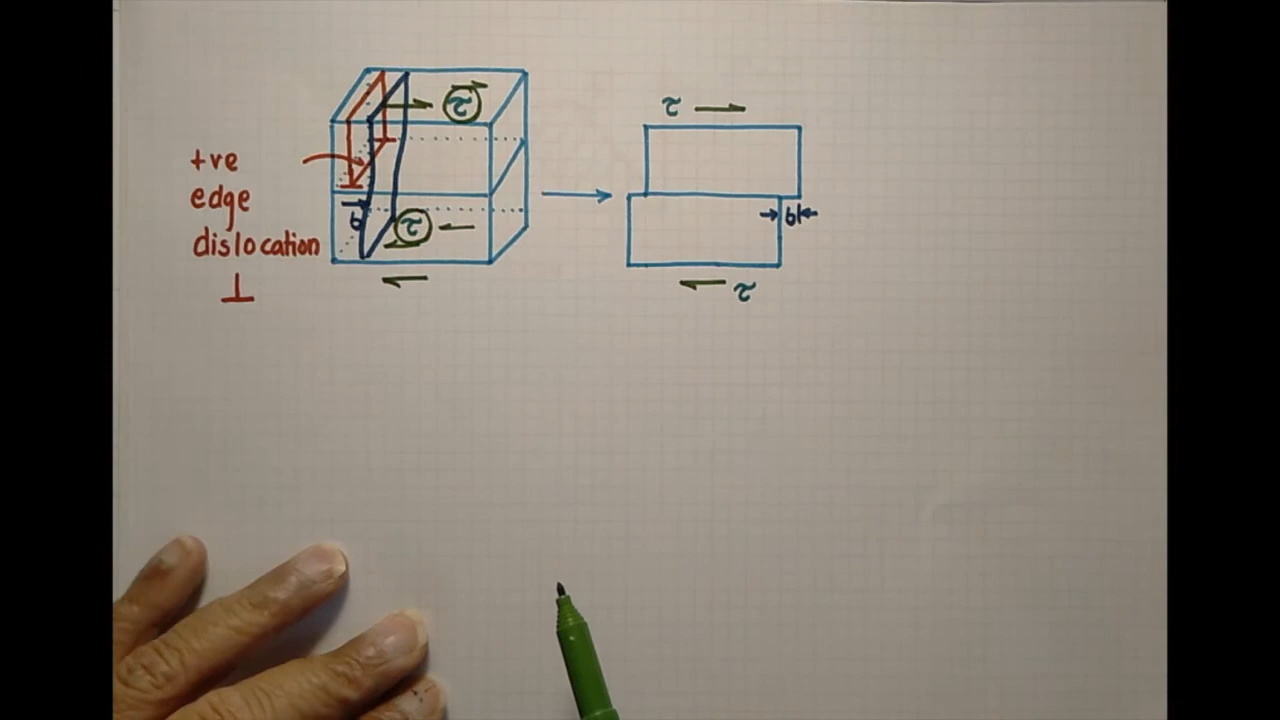 +ve
edge
dislocation
⊥
τ
b
τ
τ
b
τ